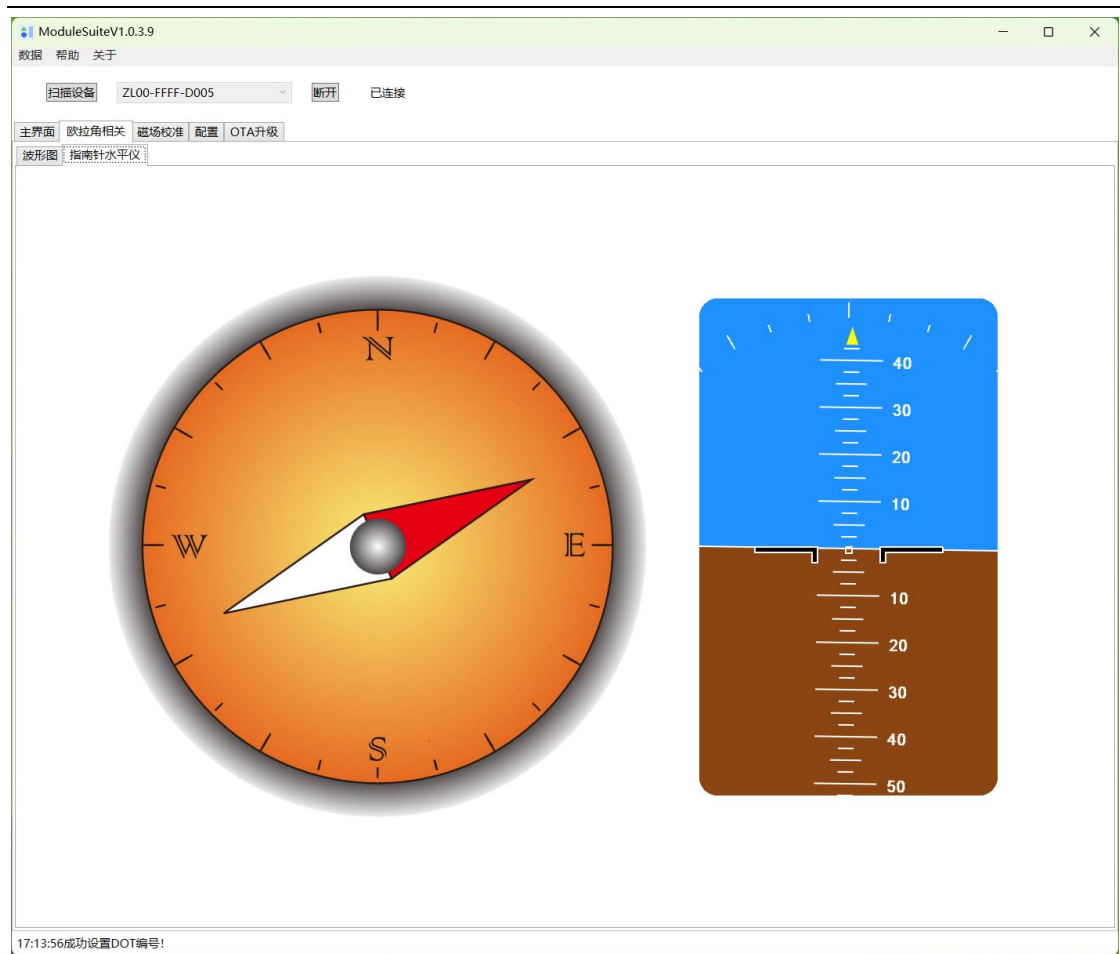 ModuleSuiteV1.0.3.9
数据 帮助 关于
扫描设备 ZL00-FFFF-D005 断开 已连接
主界面 欧拉角相关 磁场校准 配置 OTA升级
波形图 指南针水平仪
N
W E
S
40
30
20
10
10
20
30
40
50
17:13:56成功设置DOT编号!